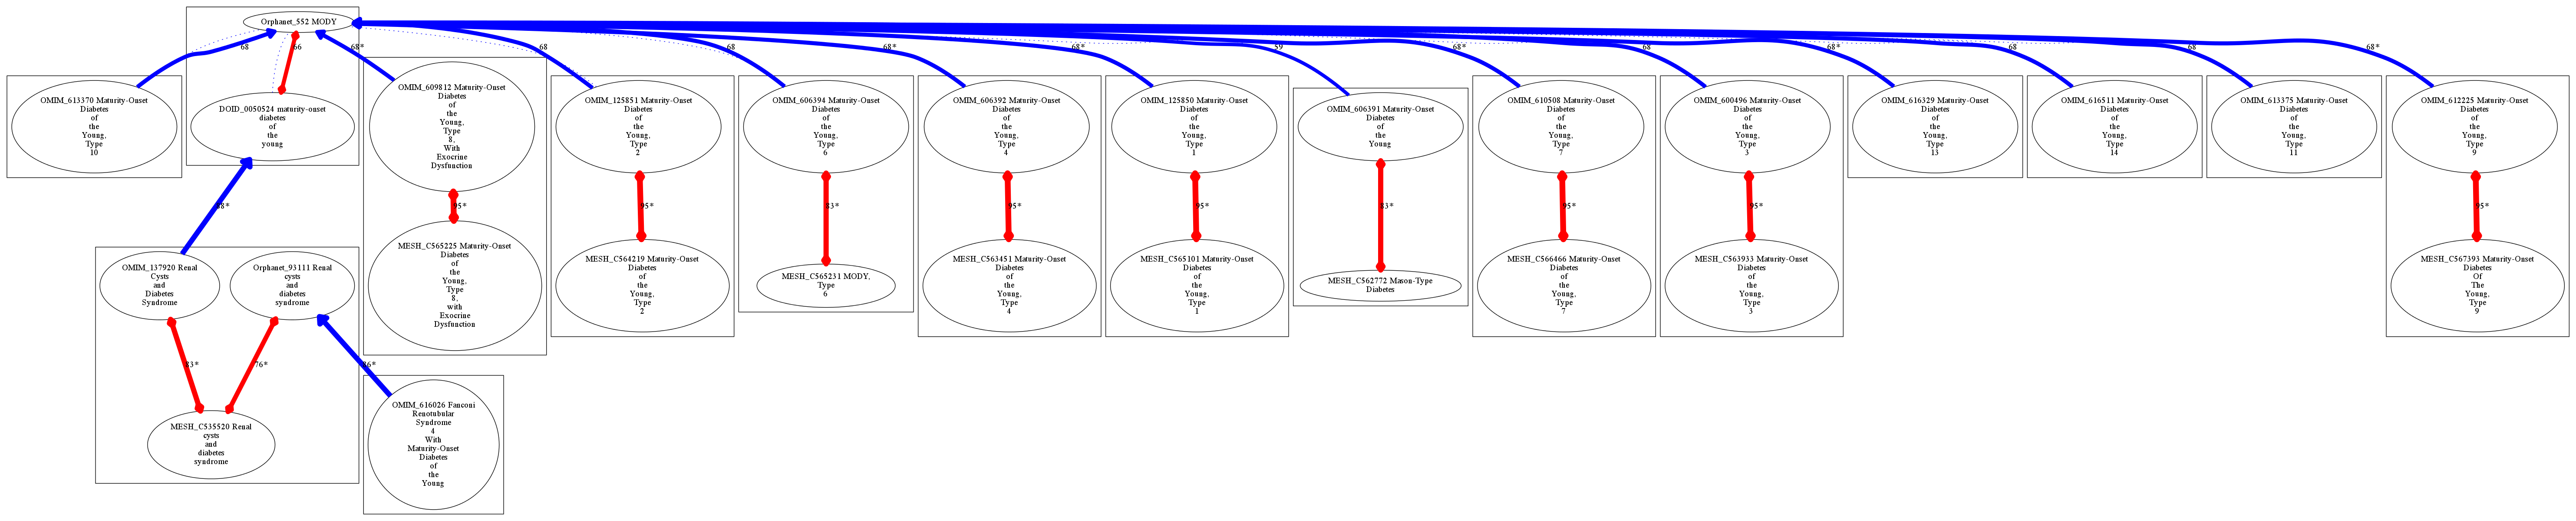 Orphanet_552 MODY
68
66
68*
68
68
68*
68*
59
68*
68
68*
68
68
68*
OMIM_613370 Maturity-Onset
Diabetes
of
the
Young,
Type
10
DOID_0050524 maturity-onset
diabetes
of
the
young
OMIM_609812 Maturity-Onset
Diabetes
of
the
Young,
Type
8,
With
Exocrine
Dysfunction
OMIM_125851 Maturity-Onset
Diabetes
of
the
Young,
Type
2
OMIM_606394 Maturity-Onset
Diabetes
of
the
Young,
Type
6
OMIM_606392 Maturity-Onset
Diabetes
of
the
Young,
Type
4
OMIM_125850 Maturity-Onset
Diabetes
of
the
Young,
Type
1
OMIM_606391 Maturity-Onset
Diabetes
of
the
Young
OMIM_610508 Maturity-Onset
Diabetes
of
the
Young,
Type
7
OMIM_600496 Maturity-Onset
Diabetes
of
the
Young,
Type
3
OMIM_616329 Maturity-Onset
Diabetes
of
the
Young,
Type
13
OMIM_616511 Maturity-Onset
Diabetes
of
the
Young,
Type
14
OMIM_613375 Maturity-Onset
Diabetes
of
the
Young,
Type
11
OMIM_612225 Maturity-Onset
Diabetes
of
the
Young,
Type
9
95*
95*
83*
95*
95*
83*
95*
95*
95*
OMIM_137920 Renal
Cysts
and
Diabetes
Syndrome
Orphanet_93111 Renal
cysts
and
diabetes
syndrome
MESH_C565225 Maturity-Onset
Diabetes
of
the
Young,
Type
8,
with
Exocrine
Dysfunction
MESH_C564219 Maturity-Onset
Diabetes
of
the
Young,
Type
2
MESH_C565231 MODY,
Type
6
MESH_C563451 Maturity-Onset
Diabetes
of
the
Young,
Type
4
MESH_C565101 Maturity-Onset
Diabetes
of
the
Young,
Type
1
MESH_C562772 Mason-Type
Diabetes
MESH_C566466 Maturity-Onset
Diabetes
of
the
Young,
Type
7
MESH_C563933 Maturity-Onset
Diabetes
of
the
Young,
Type
3
MESH_C567393 Maturity-Onset
Diabetes
Of
The
Young,
Type
9
83*
76*
MESH_C535520 Renal
cysts
and
diabetes
syndrome
OMIM_616026 Fanconi
Renotubular
Syndrome
4
With
Maturity-Onset
Diabetes
of
the
Young